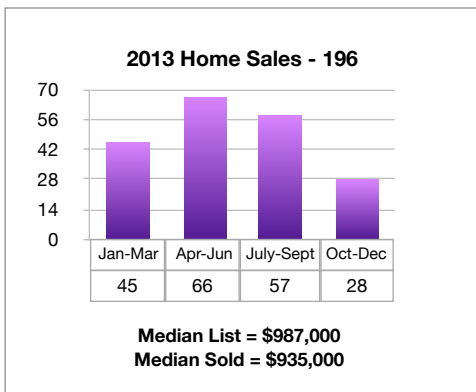 2013 Home Sales - 196
70
56
42
28
14
0
Jan-Mar Apr-Jun July-Sept Oct-Dec
45 66 57 28
Median List = $987,000
Median Sold = $935,000